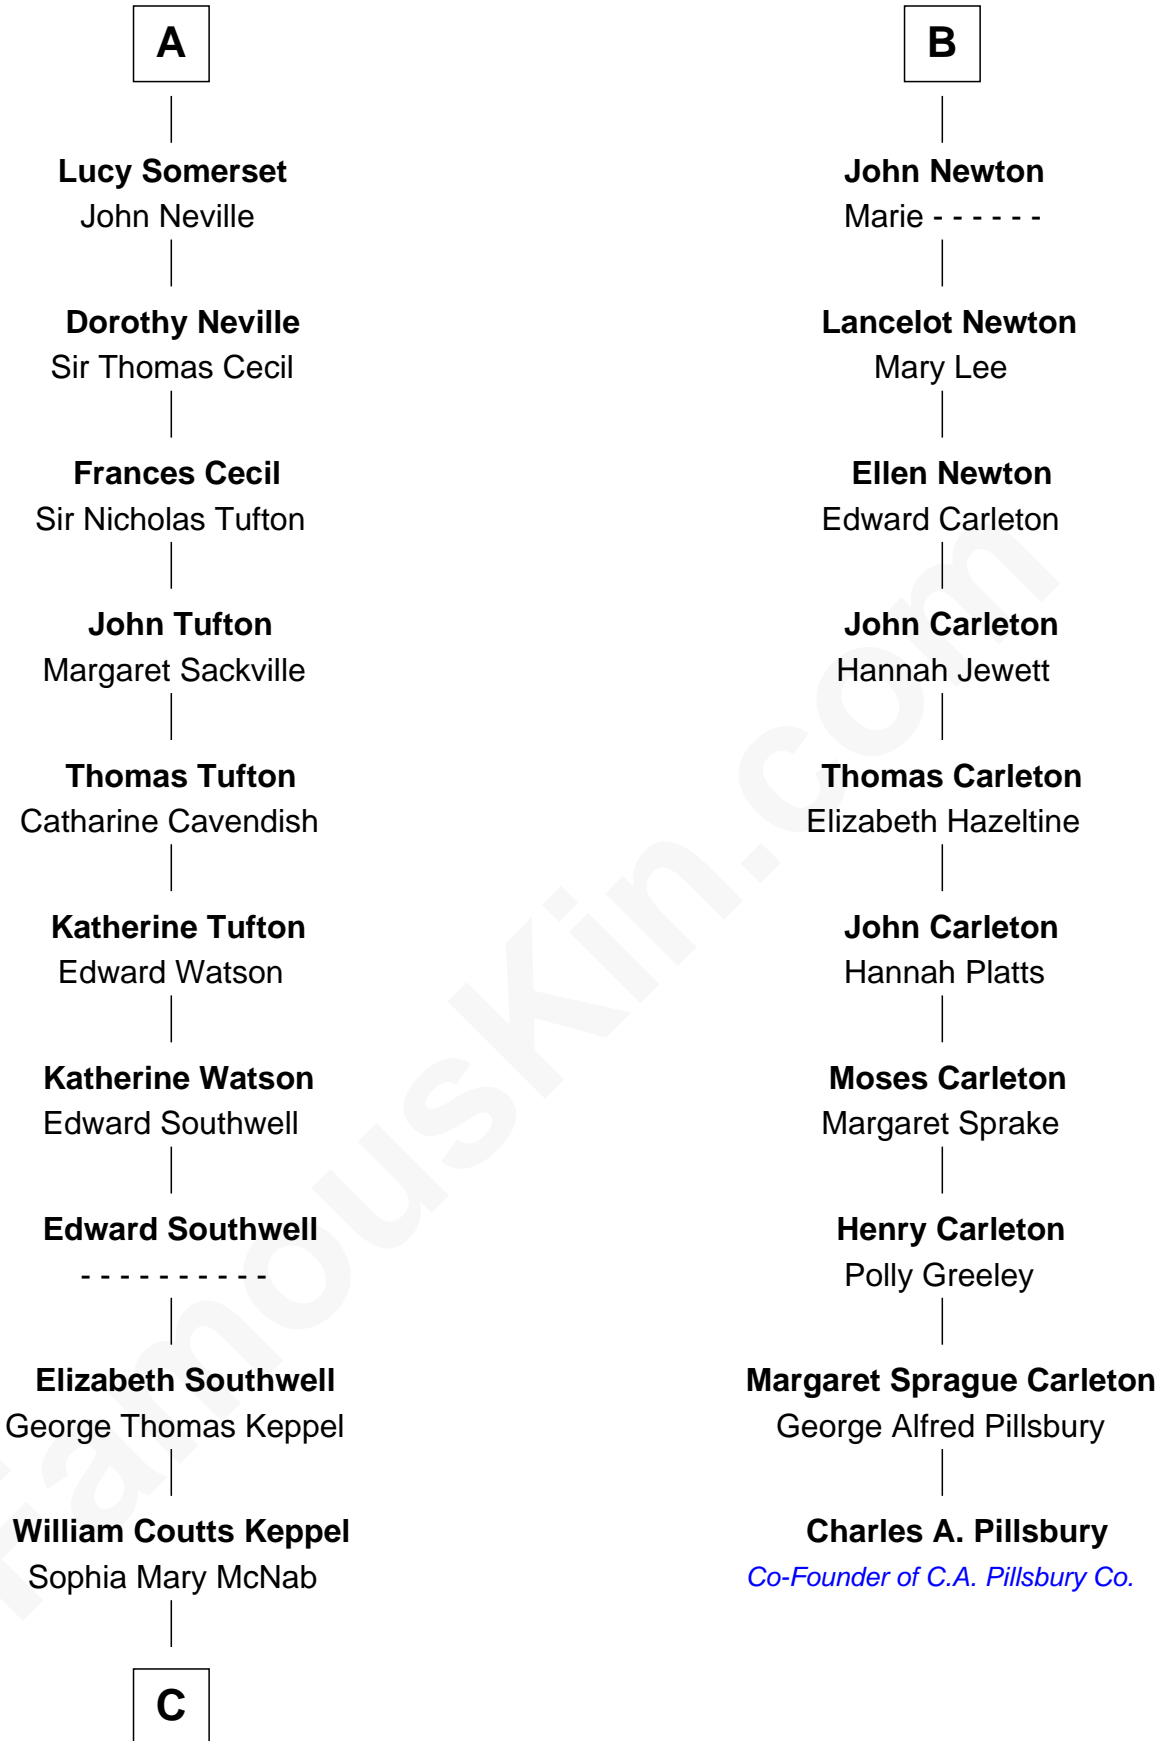 A
Lucy Somerset
John Neville
Dorothy Neville
Sir Thomas Cecil
Frances Cecil
Sir Nicholas Tufton
John Tufton
Margaret Sackville
Thomas Tufton
Catharine Cavendish
Katherine Tufton
Edward Watson
Katherine Watson
Edward Southwell
Edward Southwell
- - - - - - - - - -
Elizabeth Southwell
George Thomas Keppel
William Coutts Keppel
Sophia Mary McNab
C
B
John Newton
Marie - - - - - -
Lancelot Newton
Mary Lee
Ellen Newton
Edward Carleton
John Carleton
Hannah Jewett
Thomas Carleton
Elizabeth Hazeltine
John Carleton
Hannah Platts
Moses Carleton
Margaret Sprake
Henry Carleton
Polly Greeley
Margaret Sprague Carleton
George Alfred Pillsbury
Charles A. Pillsbury
Co-Founder of C.A. Pillsbury Co.
FamousKin.com